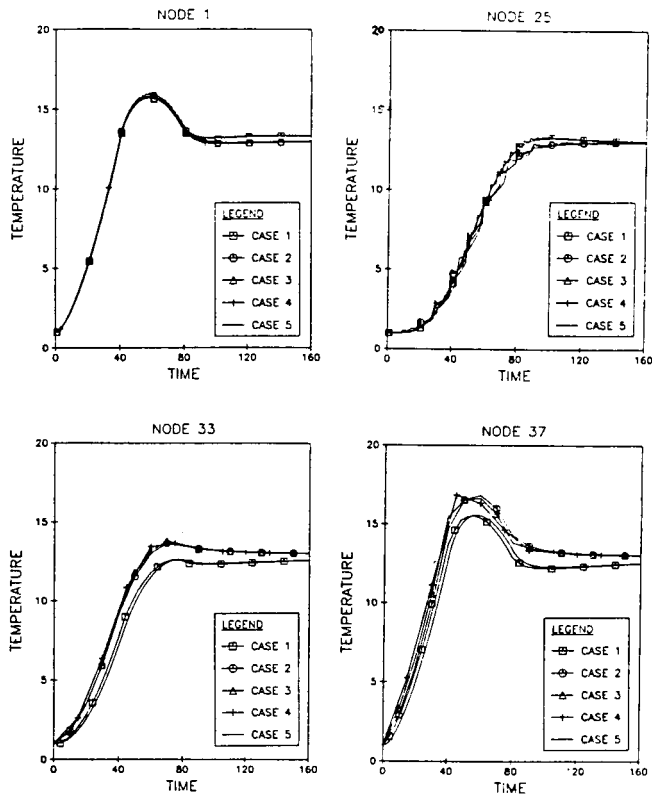 NODE 1
20
15
10
5
0
TEMPERATURE
0 40 80 120 160
TIME
LEGEND
CASE 1
CASE 2
CASE 3
CASE 4
CASE 5
NODE 25
20
15
10
5
0
TEMPERATURE
0 40 80 120 160
TIME
LEGEND
CASE 1
CASE 2
CASE 3
CASE 4
CASE 5
NODE 33
20
15
10
5
0
TEMPERATURE
0 40 80 120 160
TIME
LEGEND
CASE 1
CASE 2
CASE 3
CASE 4
CASE 5
NODE 37
20
15
10
5
0
TEMPERATURE
0 40 80 120 160
TIME
LEGEND
CASE 1
CASE 2
CASE 3
CASE 4
CASE 5